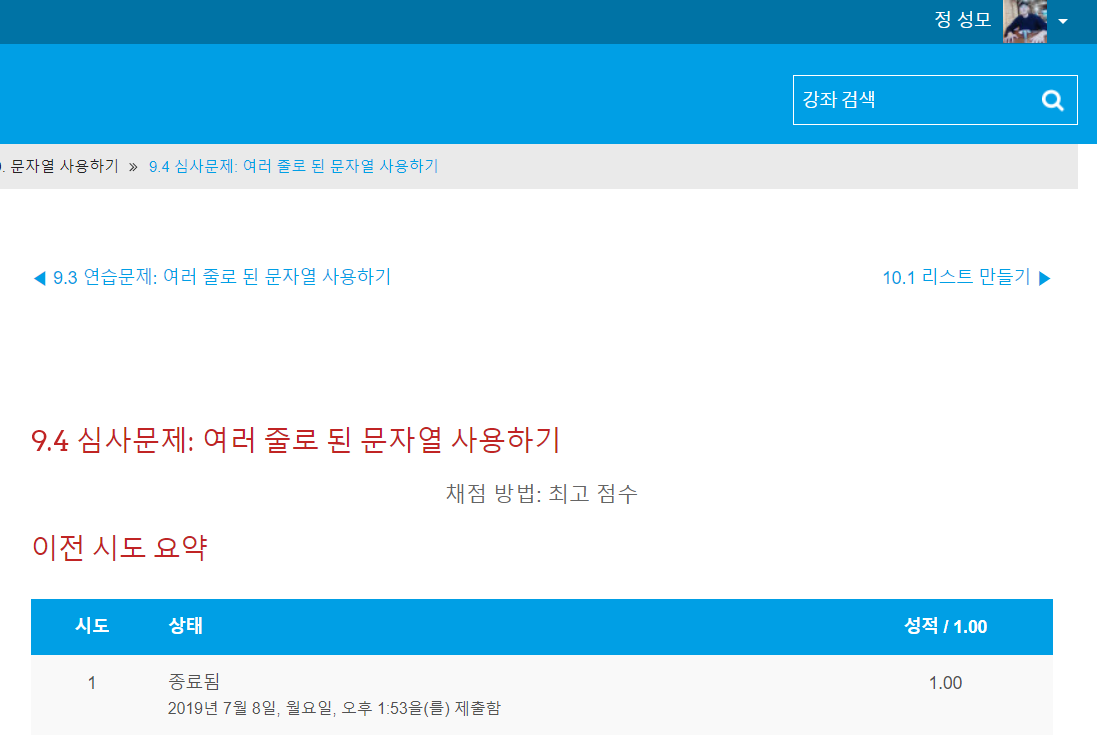 정 성모
강좌 검색
. 문자열 사용하기 » 9.4 심사문제: 여러 줄로 된 문자열 사용하기
◀ 9.3 연습문제: 여러 줄로 된 문자열 사용하기
10.1 리스트 만들기 ▶
9.4 심사문제: 여러 줄로 된 문자열 사용하기
채점 방법: 최고 점수
이전 시도 요약
시도 상태 성적 / 1.00
1 종료됨 1.00
2019년 7월 8일, 월요일, 오후 1:53을(를) 제출함